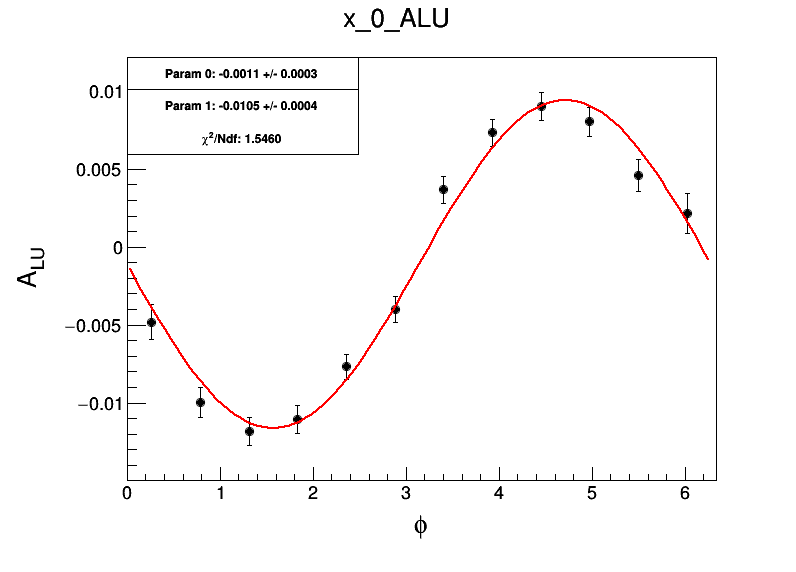 x_0_ALU
Param 0: -0.0011 +/- 0.0003
Param 1: -0.0105 +/- 0.0004
χ²/Ndf: 1.5460
0.01
0.005
0
−0.005
−0.01
A_LU
0 1 2 3 4 5 6
ϕ